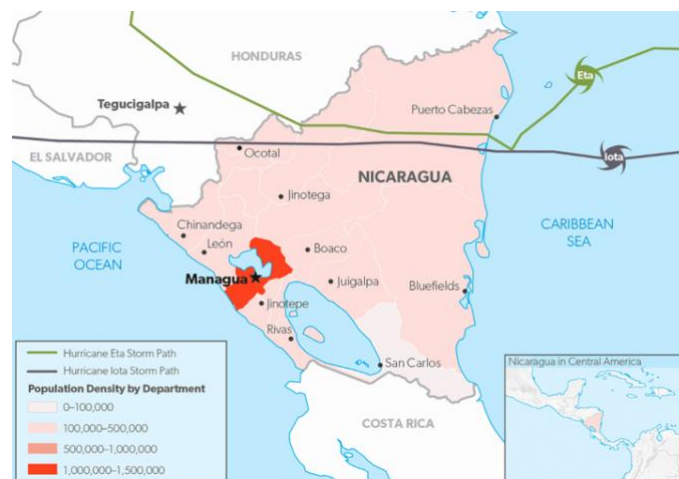 HONDURAS
Eta
Tegucigalpa
Puerto Cabezas
Iota
EL SALVADOR
Ocotal
NICARAGUA
Jinotega
Chinandega
CARIBBEAN
SEA
León
Boaco
PACIFIC
OCEAN
Managua
Juigalpa
Bluefields
Jinotepe
Rivas
San Carlos
Hurricane Eta Storm Path
Hurricane Iota Storm Path
Population Density by Department
0–100,000
100,000–500,000
500,000–1,000,000
1,000,000–1,500,000
COSTA RICA
Nicaragua in Central America